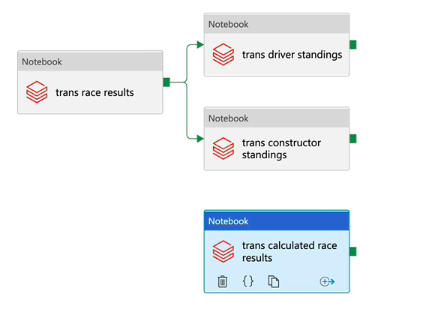 Notebook
trans race results
Notebook
trans driver standings
Notebook
trans constructor
standings
Notebook
trans calculated race
results